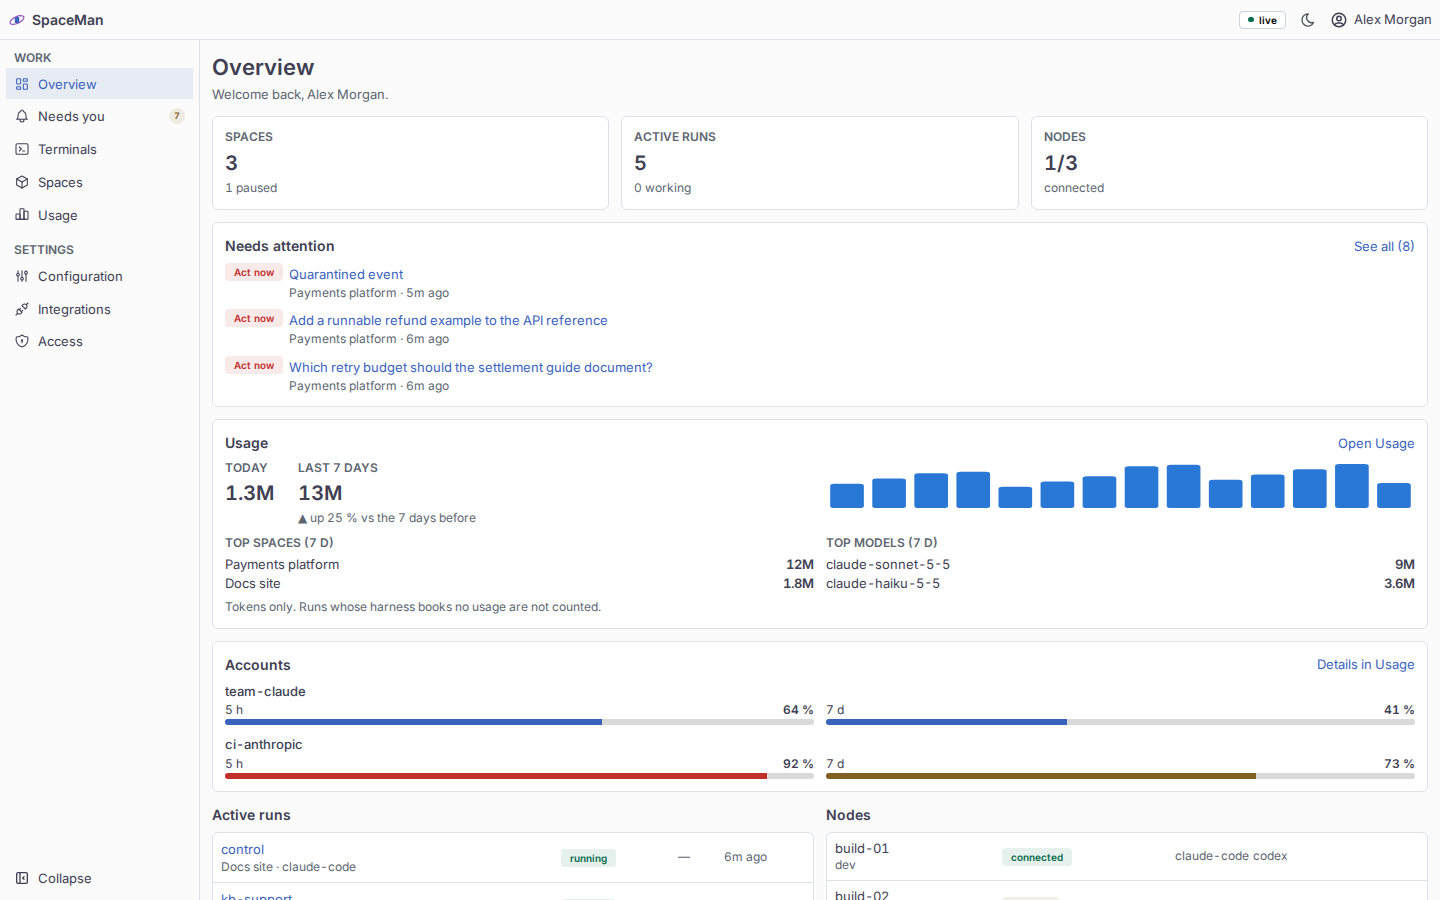 SpaceMan
live
Alex Morgan
WORK
Overview
Needs you
7
Terminals
Spaces
Usage
SETTINGS
Configuration
Integrations
Access
Collapse
Overview
Welcome back, Alex Morgan.
SPACES
3
1 paused
ACTIVE RUNS
5
0 working
NODES
1/3
connected
Needs attention
See all (8)
Act now Quarantined event
Payments platform · 5m ago
Act now Add a runnable refund example to the API reference
Payments platform · 6m ago
Act now Which retry budget should the settlement guide document?
Payments platform · 6m ago
Usage
Open Usage
TODAY
1.3M
LAST 7 DAYS
13M
▲ up 25 % vs the 7 days before
TOP SPACES (7 D)
Payments platform 12M
Docs site 1.8M
TOP MODELS (7 D)
claude-sonnet-5-5 9M
claude-haiku-5-5 3.6M
Tokens only. Runs whose harness books no usage are not counted.
Accounts
Details in Usage
team-claude
5 h 64 %
7 d 41 %
ci-anthropic
5 h 92 %
7 d 73 %
Active runs
control
Docs site · claude-code
running
—
6m ago
kb-support
Nodes
build-01
dev
connected
claude-code codex
build-02